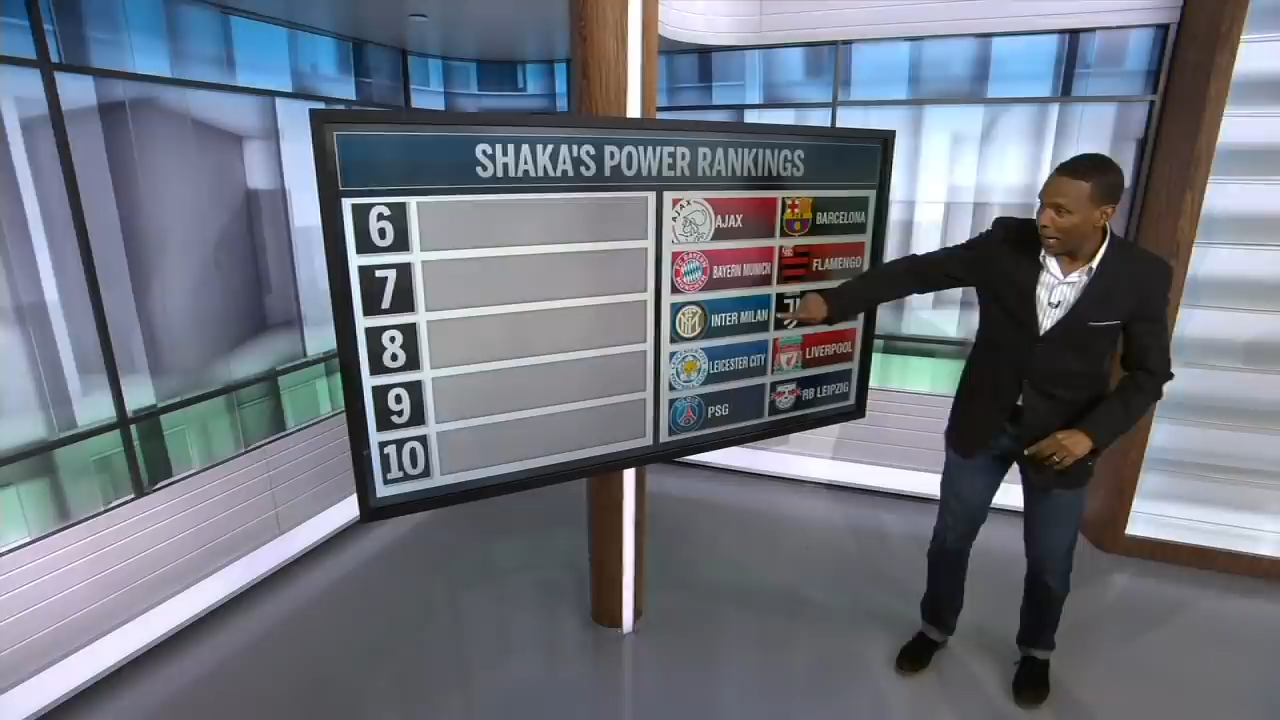 SHAKA'S POWER RANKINGS
6
7
8
9
10
AJAX
BARCELONA
BAYERN MUNICH
FLAMENGO
INTER MILAN
LEICESTER CITY
LIVERPOOL
PSG
RB LEIPZIG